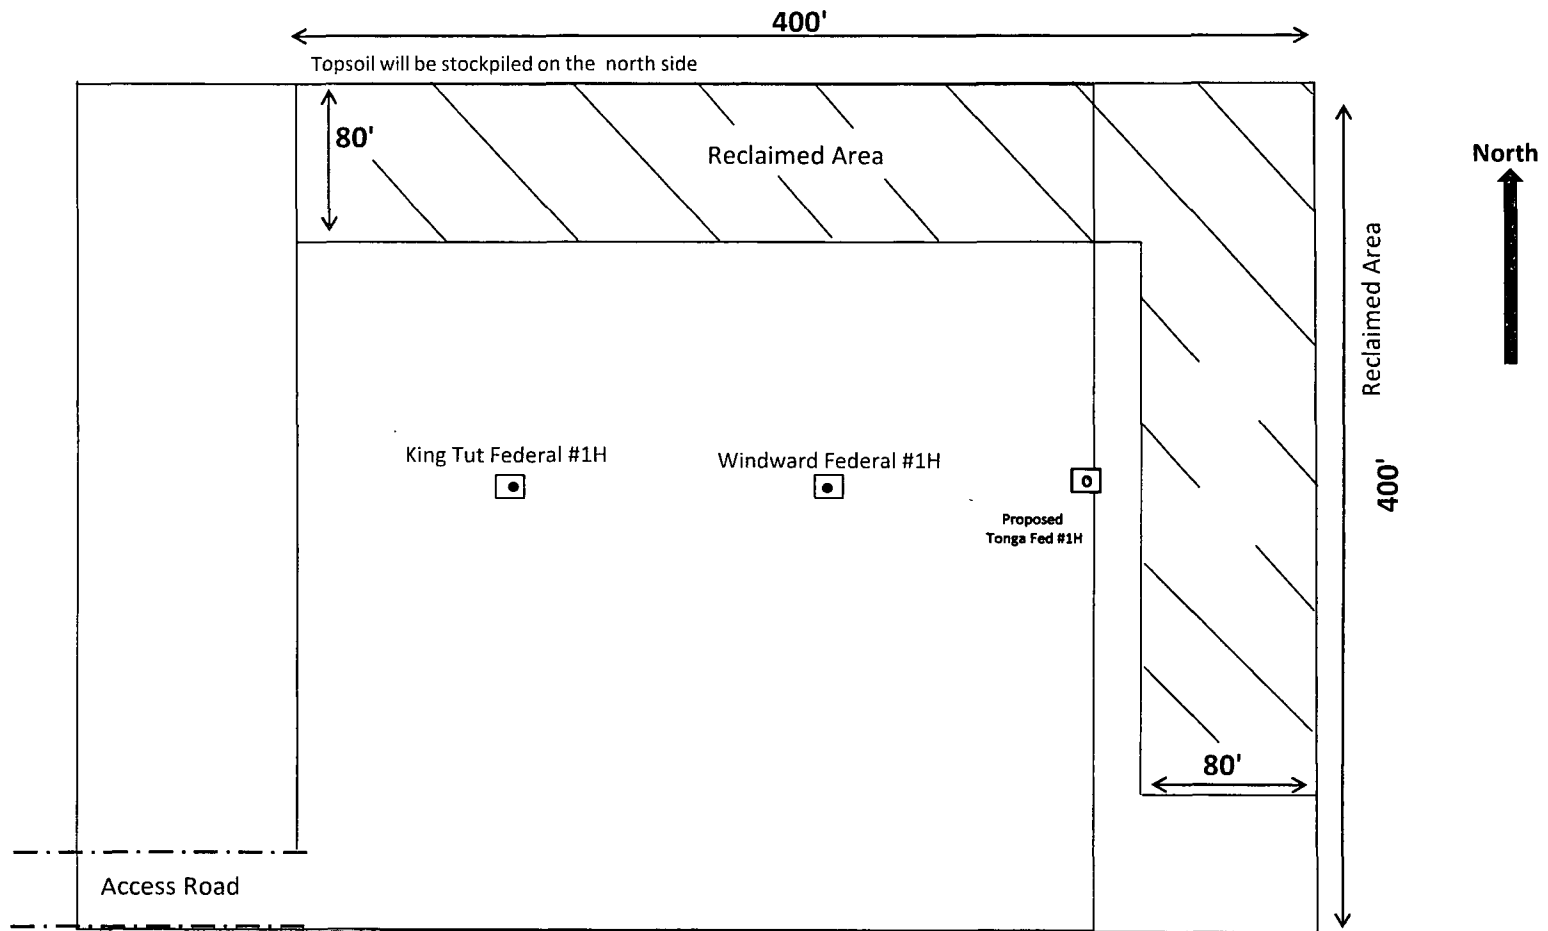 400'
Topsoil will be stockpiled on the north side
80'
Reclaimed Area
North
Reclaimed Area
King Tut Federal #1H
Windward Federal #1H
400'
Proposed
Tonga Fed #1H
80'
Access Road